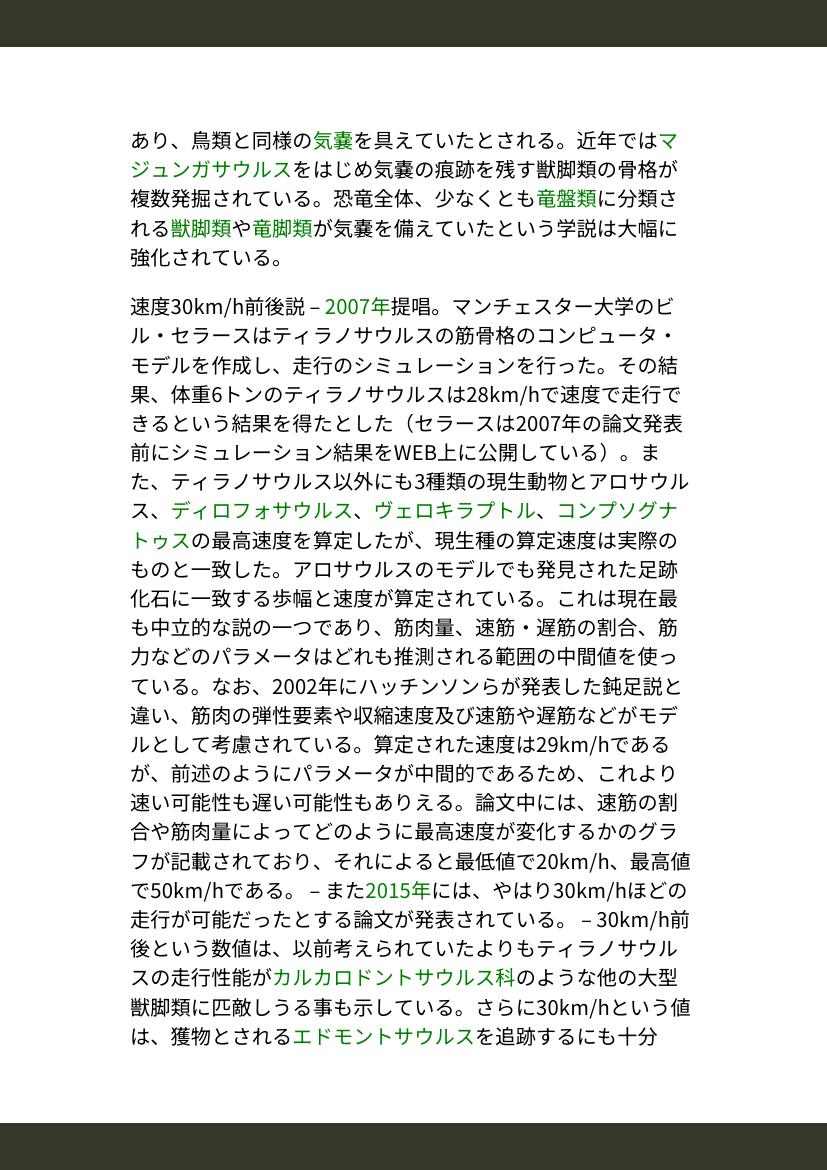 あり、鳥類と同様の気嚢を具えていたとされる。近年ではマ
ジュンガサウルスをはじめ気嚢の痕跡を残す獣脚類の骨格が
複数発掘されている。恐竜全体、少なくとも竜盤類に分類さ
れる獣脚類や竜脚類が気嚢を備えていたという学説は大幅に
強化されている。
速度30km/h前後説 – 2007年提唱。マンチェスター大学のビ
ル・セラースはティラノサウルスの筋骨格のコンピュータ・
モデルを作成し、走行のシミュレーションを行った。その結
果、体重6トンのティラノサウルスは28km/hで速度で走行で
きるという結果を得たとした（セラースは2007年の論文発表
前にシミュレーション結果をWEB上に公開している）。ま
た、ティラノサウルス以外にも3種類の現生動物とアロサウル
ス、ディロフォサウルス、ヴェロキラプトル、コンプソグナ
トゥスの最高速度を算定したが、現生種の算定速度は実際の
ものと一致した。アロサウルスのモデルでも発見された足跡
化石に一致する歩幅と速度が算定されている。これは現在最
も中立的な説の一つであり、筋肉量、速筋・遅筋の割合、筋
力などのパラメータはどれも推測される範囲の中間値を使っ
ている。なお、2002年にハッチンソンらが発表した鈍足説と
違い、筋肉の弾性要素や収縮速度及び速筋や遅筋などがモデ
ルとして考慮されている。算定された速度は29km/hである
が、前述のようにパラメータが中間的であるため、これより
速い可能性も遅い可能性もありえる。論文中には、速筋の割
合や筋肉量によってどのように最高速度が変化するかのグラ
フが記載されており、それによると最低値で20km/h、最高値
で50km/hである。 – また2015年には、やはり30km/hほどの
走行が可能だったとする論文が発表されている。 – 30km/h前
後という数値は、以前考えられていたよりもティラノサウル
スの走行性能がカルカロドントサウルス科のような他の大型
獣脚類に匹敵しうる事も示している。さらに30km/hという値
は、獲物とされるエドモントサウルスを追跡するにも十分